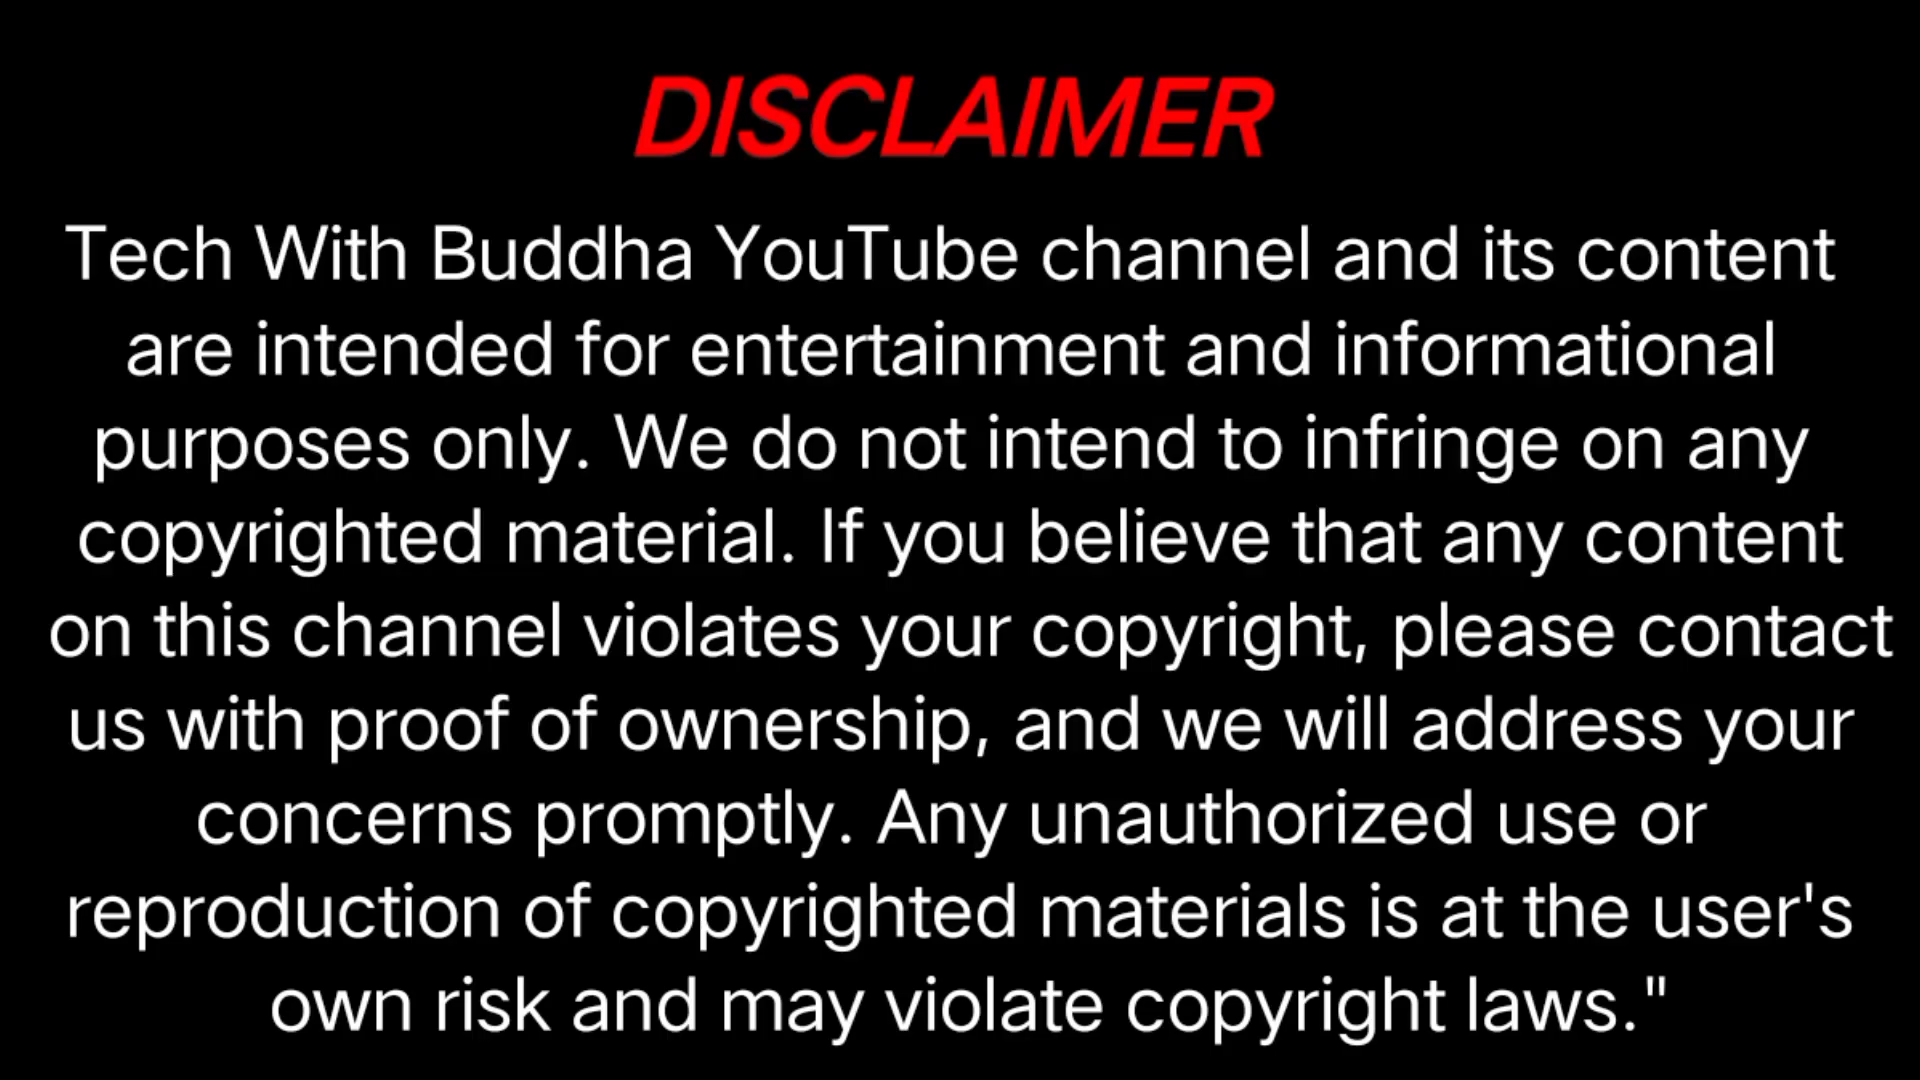 DISCLAIMER
Tech With Buddha YouTube channel and its content
are intended for entertainment and informational
purposes only. We do not intend to infringe on any
copyrighted material. If you believe that any content
on this channel violates your copyright, please contact
us with proof of ownership, and we will address your
concerns promptly. Any unauthorized use or
reproduction of copyrighted materials is at the user's
own risk and may violate copyright laws."